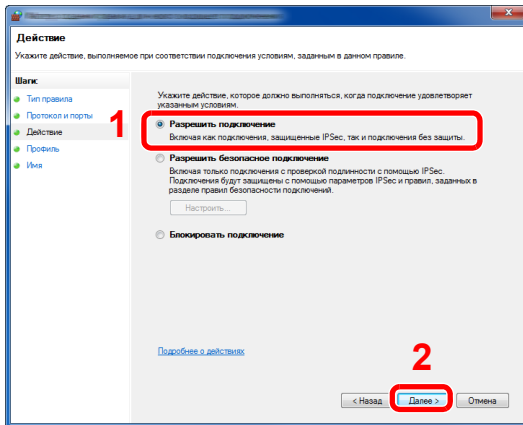 Действие
Укажите действие, выполняемое при соответствии подключения условиям, заданным в данном правиле.
Шаги:
Тип правила
Протокол и порты
Действие
Профиль
Имя
1
Укажите действие, которое должно выполняться, когда подключение удовлетворяет
указанным условиям.
Разрешить подключение
Включая как подключения, защищенные IPSec, так и подключения без защиты.
Разрешить безопасное подключение
Включая только подключения с проверкой подлинности с помощью IPSec.
Подключения будут защищены с помощью параметров IPSec и правил, заданных в
разделе правил безопасности подключений.
Настроить...
Блокировать подключение
Подробнее о действиях
2
< Назад
Далее >
Отмена